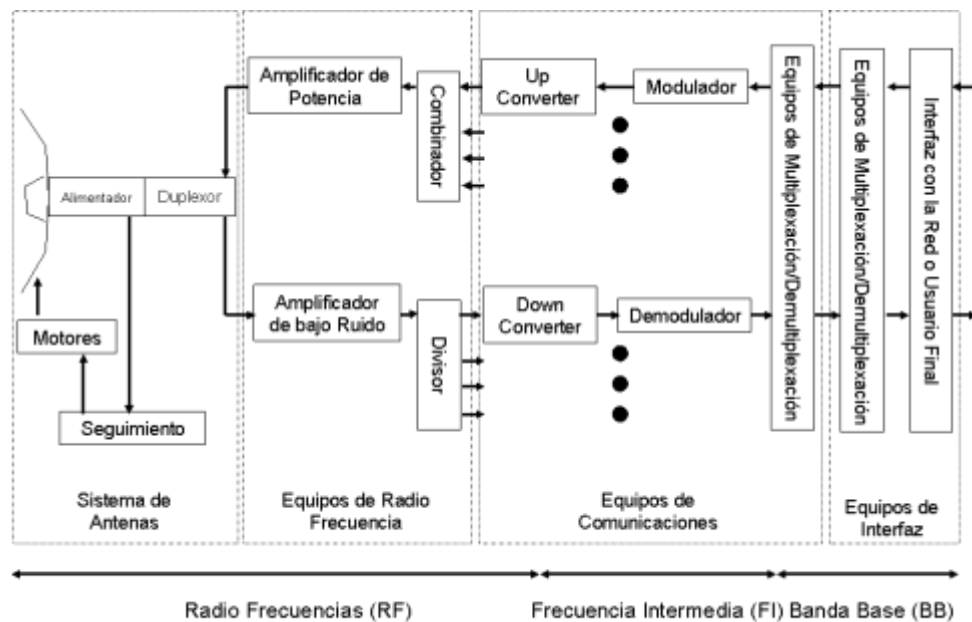 Amplificador de
Potencia
Combinador
Up
Converter
Modulador
Equipos de Multiplexación/Demultiplexación
Equipos de Multiplexación/Demultiplexación
Interfaz con la Red o Usuario Final
Alimentador
Duplexor
Motores
Seguimiento
Amplificador
de bajo Ruido
Divisor
Down
Converter
Demodulador
Sistema de
Antenas
Equipos de Radio
Frecuencia
Equipos de
Comunicaciones
Equipos de
Interfaz
Radio Frecuencias (RF)
Frecuencia Intermedia (FI)
Banda Base (BB)